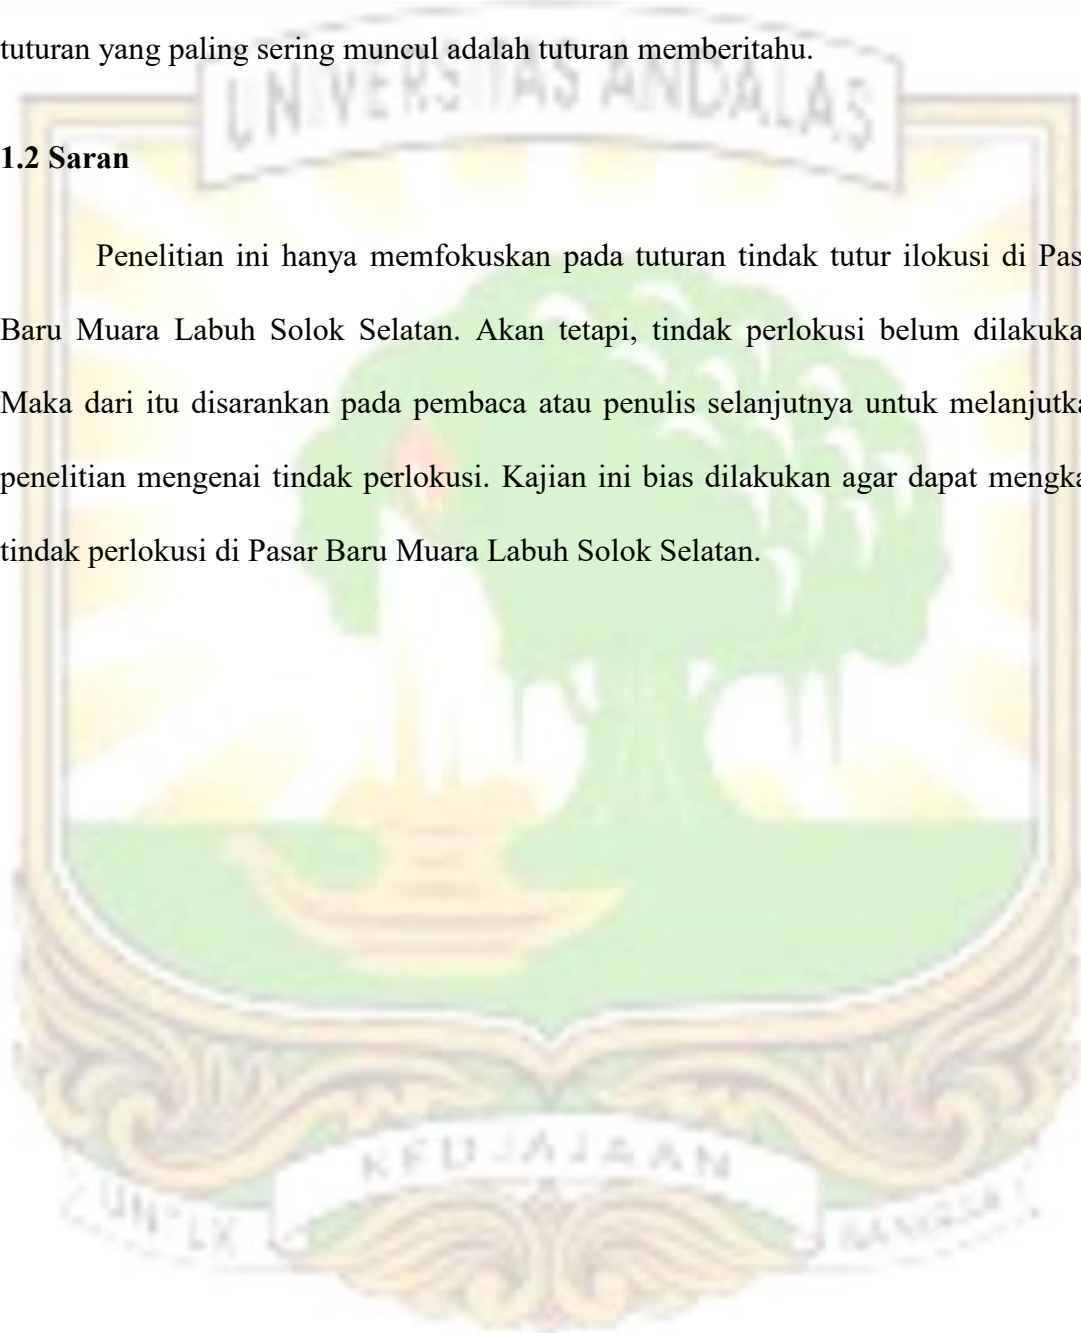 tuturan yang paling sering muncul adalah tuturan memberitahu.
UNIVERSITAS ANDALAS
1.2 Saran
Penelitian ini hanya memfokuskan pada tuturan tindak tutur ilokusi di Pas
Baru Muara Labuh Solok Selatan. Akan tetapi, tindak perlokusi belum dilakuka
Maka dari itu disarankan pada pembaca atau penulis selanjutnya untuk melanjutka
penelitian mengenai tindak perlokusi. Kajian ini bias dilakukan agar dapat mengka
tindak perlokusi di Pasar Baru Muara Labuh Solok Selatan.
KEDJAJAAN
UNTUK
BANGSA